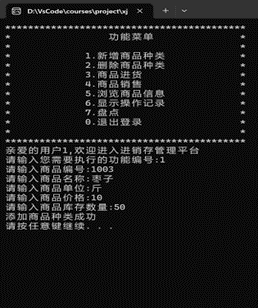 D:\VsCode\courses\project\xj
****************************************
* 功能菜单 *
* *
* 1.新增商品种类 *
* 2.删除商品种类 *
* 3.商品进货 *
* 4.商品销售 *
* 5.浏览商品信息 *
* 6.显示操作记录 *
* 7.盘点 *
* 0.退出登录 *
* *
****************************************
亲爱的用户1,欢迎进入进销存管理平台
请输入您需要执行的功能编号:1
请输入商品编号:1003
请输入商品名称:枣子
请输入商品单位:斤
请输入商品价格:10
请输入商品库存数量:50
添加商品种类成功
请按任意键继续. . .